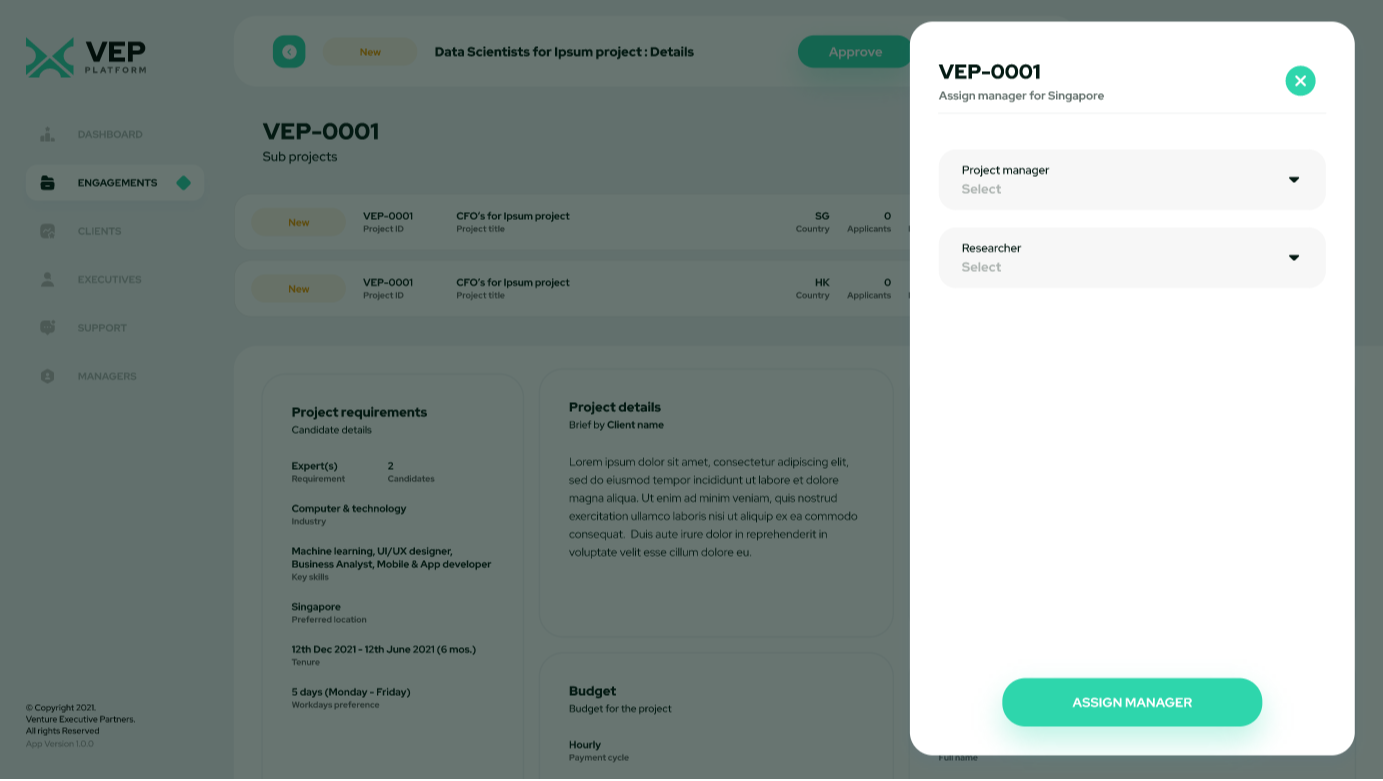 VEP
PLATFORM
DASHBOARD
ENGAGEMENTS
CLIENTS
EXECUTIVES
SUPPORT
MANAGERS
© Copyright 2021.
Venture Executive Partners.
All rights Reserved
App Version 1.0.0
New
Data Scientists for Ipsum project : Details
Approve
VEP-0001
Sub projects
New
VEP-0001
Project ID
CFO's for Ipsum project
Project title
SG
Country
0
Applicants
New
VEP-0001
Project ID
CFO's for Ipsum project
Project title
HK
Country
0
Applicants
Project requirements
Candidate details
Expert(s)
Requirement
2
Candidates
Computer & technology
Industry
Machine learning, UI/UX designer,
Business Analyst, Mobile & App developer
Key skills
Singapore
Preferred location
12th Dec 2021 - 12th June 2021 (6 mos.)
Tenure
5 days (Monday - Friday)
Workdays preference
Project details
Brief by Client name
Lorem ipsum dolor sit amet, consectetur adipiscing elit,
sed do eiusmod tempor incididunt ut labore et dolore
magna aliqua. Ut enim ad minim veniam, quis nostrud
exercitation ullamco laboris nisi ut aliquip ex ea commodo
consequat. Duis aute irure dolor in reprehenderit in
voluptate velit esse cillum dolore eu.
Budget
Budget for the project
Hourly
Payment cycle
VEP-0001
Assign manager for Singapore
Project manager
Select
Researcher
Select
ASSIGN MANAGER
Full name